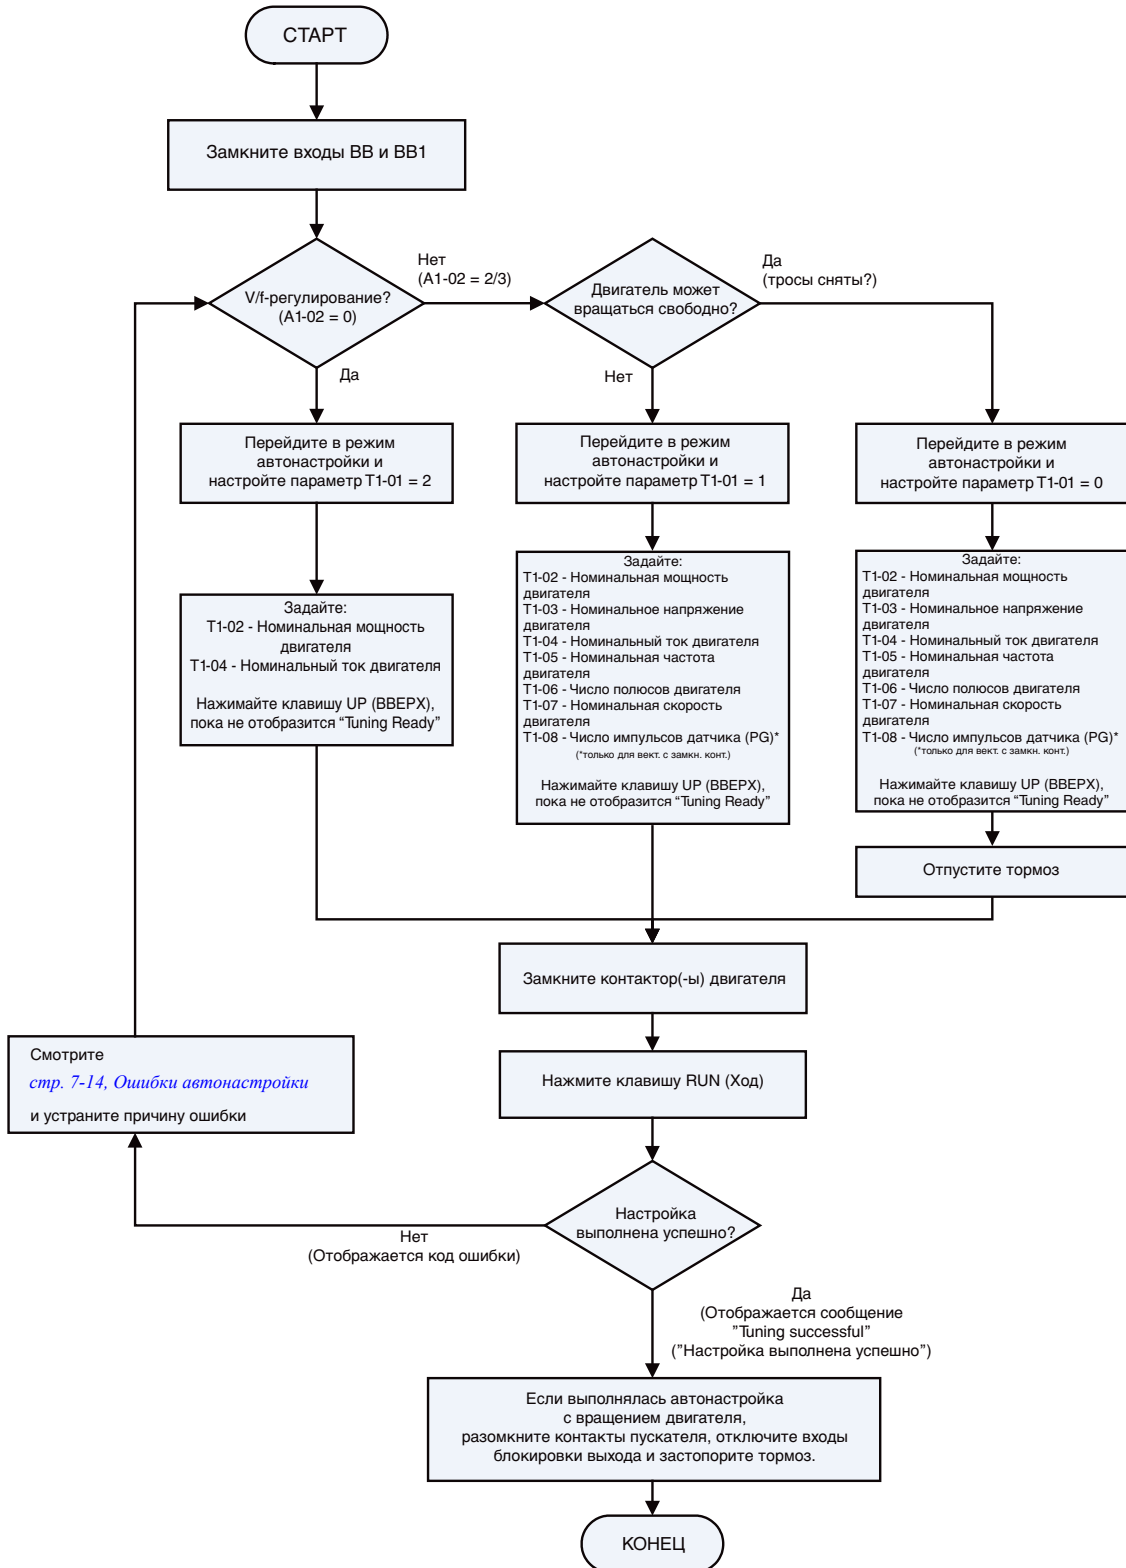 СТАРТ
Замкните входы BB и BB1
V/f-регулирование?
(A1-02 = 0)
Нет
(A1-02 = 2/3)
Двигатель может
вращаться свободно?
Да
(тросы сняты?)
Да
Нет
Перейдите в режим
автонастройки и
настройте параметр T1-01 = 2
Перейдите в режим
автонастройки и
настройте параметр T1-01 = 1
Перейдите в режим
автонастройки и
настройте параметр T1-01 = 0
Задайте:
T1-02 - Номинальная мощность
двигателя
T1-04 - Номинальный ток двигателя
Нажимайте клавишу UP (ВВЕРХ),
пока не отобразится “Tuning Ready”
Задайте:
T1-02 - Номинальная мощность
двигателя
T1-03 - Номинальное напряжение
двигателя
T1-04 - Номинальный ток двигателя
T1-05 - Номинальная частота
двигателя
T1-06 - Число полюсов двигателя
T1-07 - Номинальная скорость
двигателя
T1-08 - Число импульсов датчика (PG)*
(*только для вект. с замкн. конт.)
Нажимайте клавишу UP (ВВЕРХ),
пока не отобразится “Tuning Ready”
Задайте:
T1-02 - Номинальная мощность
двигателя
T1-03 - Номинальное напряжение
двигателя
T1-04 - Номинальный ток двигателя
T1-05 - Номинальная частота
двигателя
T1-06 - Число полюсов двигателя
T1-07 - Номинальная скорость
двигателя
T1-08 - Число импульсов датчика (PG)*
(*только для вект. с замкн. конт.)
Нажимайте клавишу UP (ВВЕРХ),
пока не отобразится “Tuning Ready”
Отпустите тормоз
Замкните контактор(-ы) двигателя
Смотрите
стр. 7-14, Ошибки автонастройки
и устраните причину ошибки
Нажмите клавишу RUN (Ход)
Настройка
выполнена успешно?
Нет
(Отображается код ошибки)
Да
(Отображается сообщение
”Tuning successful”
(”Настройка выполнена успешно”)
Если выполнялась автонастройка
с вращением двигателя,
разомкните контакты пускателя, отключите входы
блокировки выхода и застопорите тормоз.
КОНЕЦ